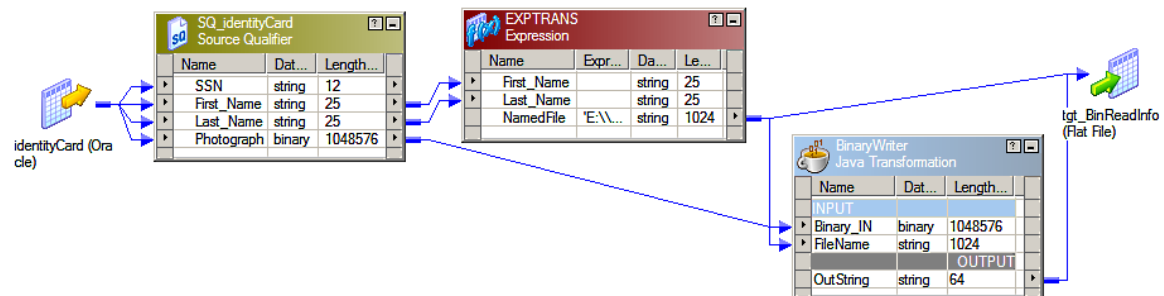 identityCard (Ora
cle)
SQ_identityCard
Source Qualifier
Name Dat... Length...
SSN string 12
First_Name string 25
Last_Name string 25
Photograph binary 1048576
EXPTRANS
Expression
Name Expr... Da... Le...
First_Name string 25
Last_Name string 25
NamedFile 'E:\\... string 1024
tgt_BinReadInfo
(Flat File)
BinaryWriter
Java Transformation
Name Dat... Length...
INPUT
Binary_IN binary 1048576
FileName string 1024
OUTPUT
OutString string 64